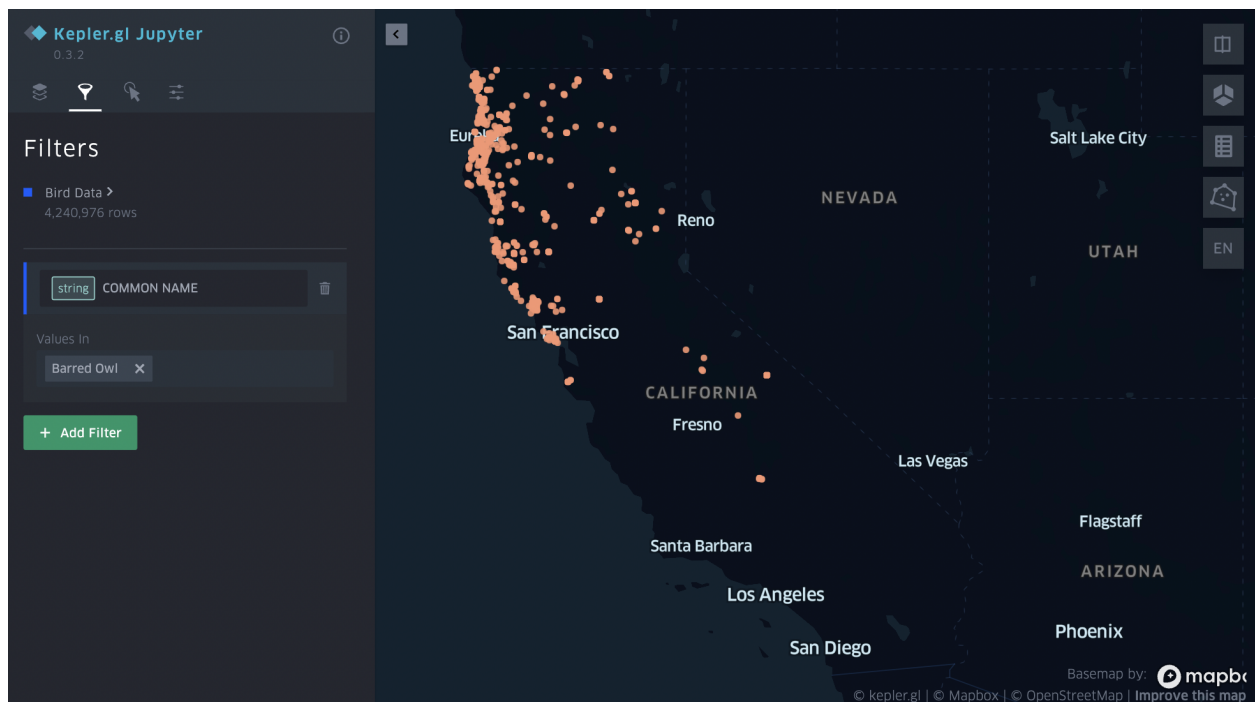 Kepler.gl Jupyter
0.3.2
Filters
Bird Data
4,240,976 rows
string COMMON NAME
Values In
Barred Owl
+ Add Filter
Salt Lake City
NEVADA
Reno
UTAH
EN
San Francisco
CALIFORNIA
Fresno
Las Vegas
Flagstaff
Santa Barbara
ARIZONA
Los Angeles
Phoenix
San Diego
Basemap by: mapbo
© kepler.gl | © Mapbox | © OpenStreetMap | Improve this map